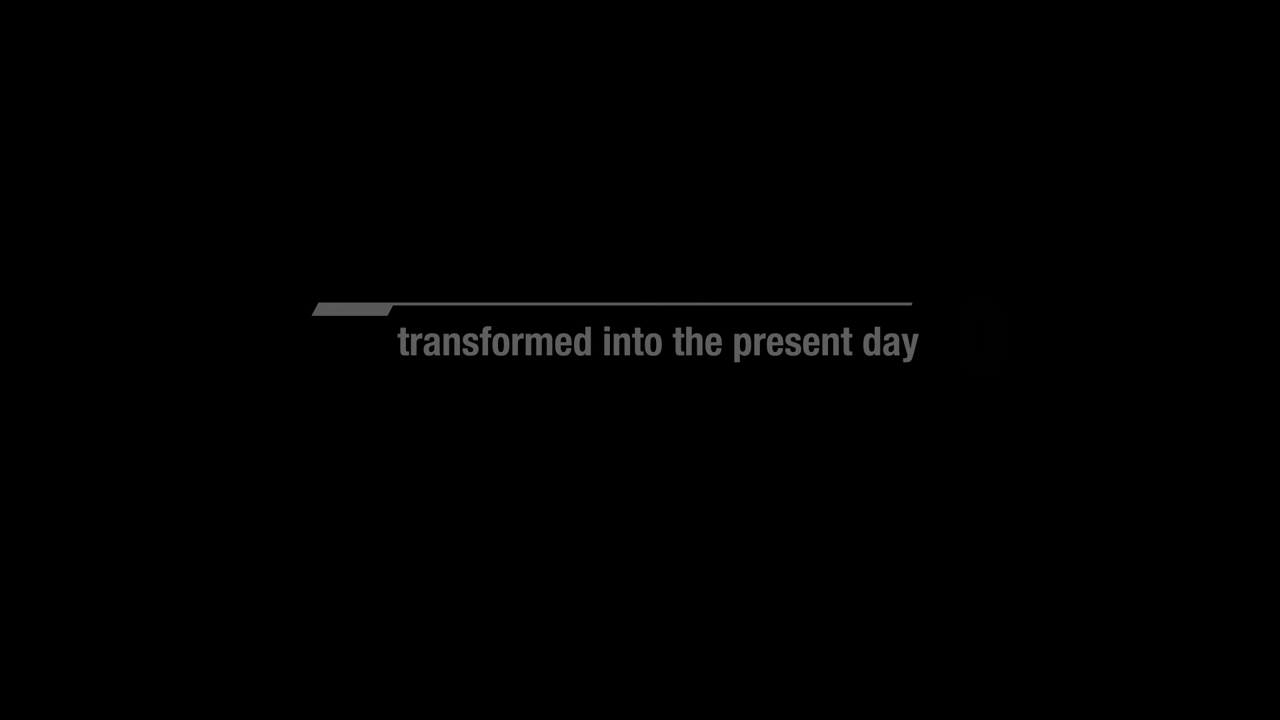 transformed into the present day